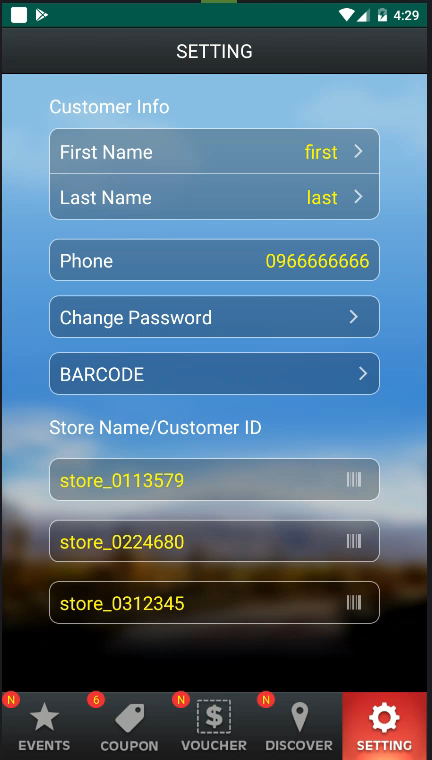 4:29
SETTING
Customer Info
First Name first
Last Name last
Phone 0966666666
Change Password
BARCODE
Store Name/Customer ID
store_0113579
store_0224680
store_0312345
N 6 N N
EVENTS COUPON VOUCHER DISCOVER SETTING